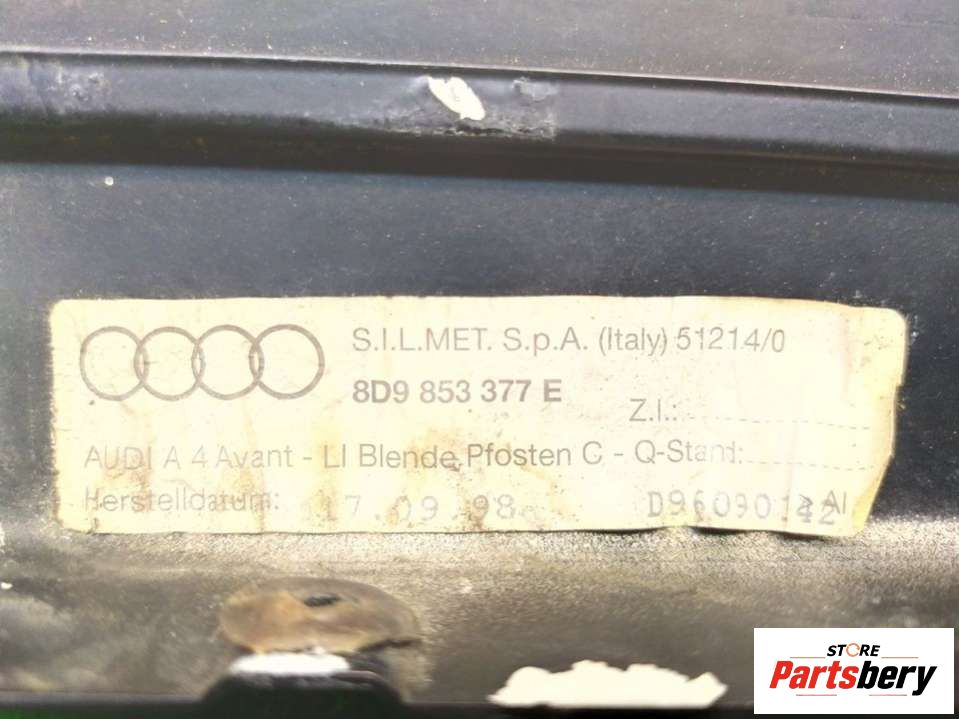 S.I.L.MET. S.p.A. (Italy) 51214/0
8D9 853 377 E
Z.I.:
AUDI A 4 Avant - LI Blende Pfosten C - Q-Stand:
Herstelldatum: 17.09.98 AI
STORE
Partsbery